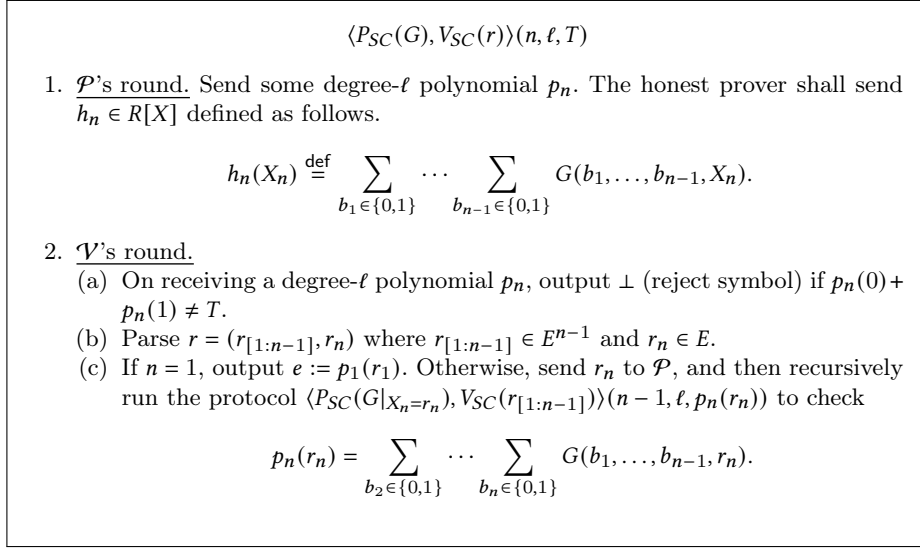 ⟨P_{SC}(G), V_{SC}(r)⟩(n, ℓ, T)
1. 𝒫's round. Send some degree-ℓ polynomial p_n. The honest prover shall send
h_n ∈ R[X] defined as follows.
h_n(X_n) ≝ ∑_{b_1∈{0,1}} ⋯ ∑_{b_{n−1}∈{0,1}} G(b_1, …, b_{n−1}, X_n).
2. 𝒱's round.
(a) On receiving a degree-ℓ polynomial p_n, output ⊥ (reject symbol) if p_n(0)+
p_n(1) ≠ T.
(b) Parse r = (r_{[1:n−1]}, r_n) where r_{[1:n−1]} ∈ E^{n−1} and r_n ∈ E.
(c) If n = 1, output e := p_1(r_1). Otherwise, send r_n to 𝒫, and then recursively
run the protocol ⟨P_{SC}(G|_{X_n=r_n}), V_{SC}(r_{[1:n−1]})⟩(n − 1, ℓ, p_n(r_n)) to check
p_n(r_n) = ∑_{b_2∈{0,1}} ⋯ ∑_{b_n∈{0,1}} G(b_1, …, b_{n−1}, r_n).